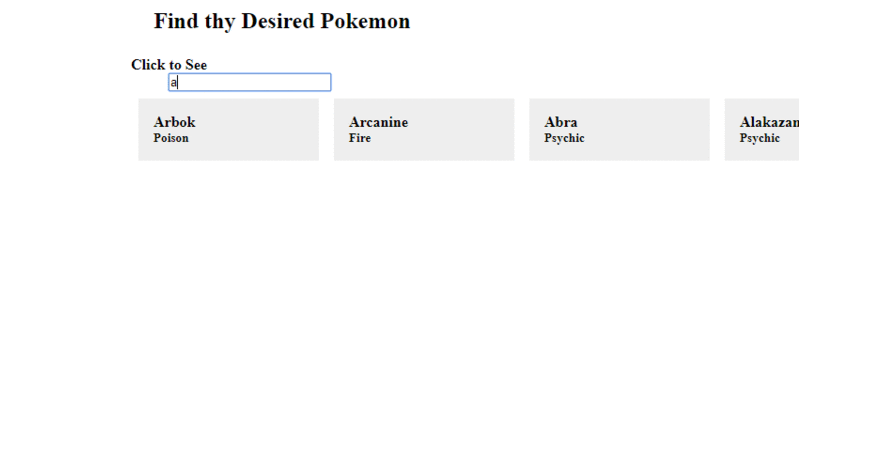 Find thy Desired Pokemon
Click to See
a
Arbok
Poison
Arcanine
Fire
Abra
Psychic
Alakazan
Psychic